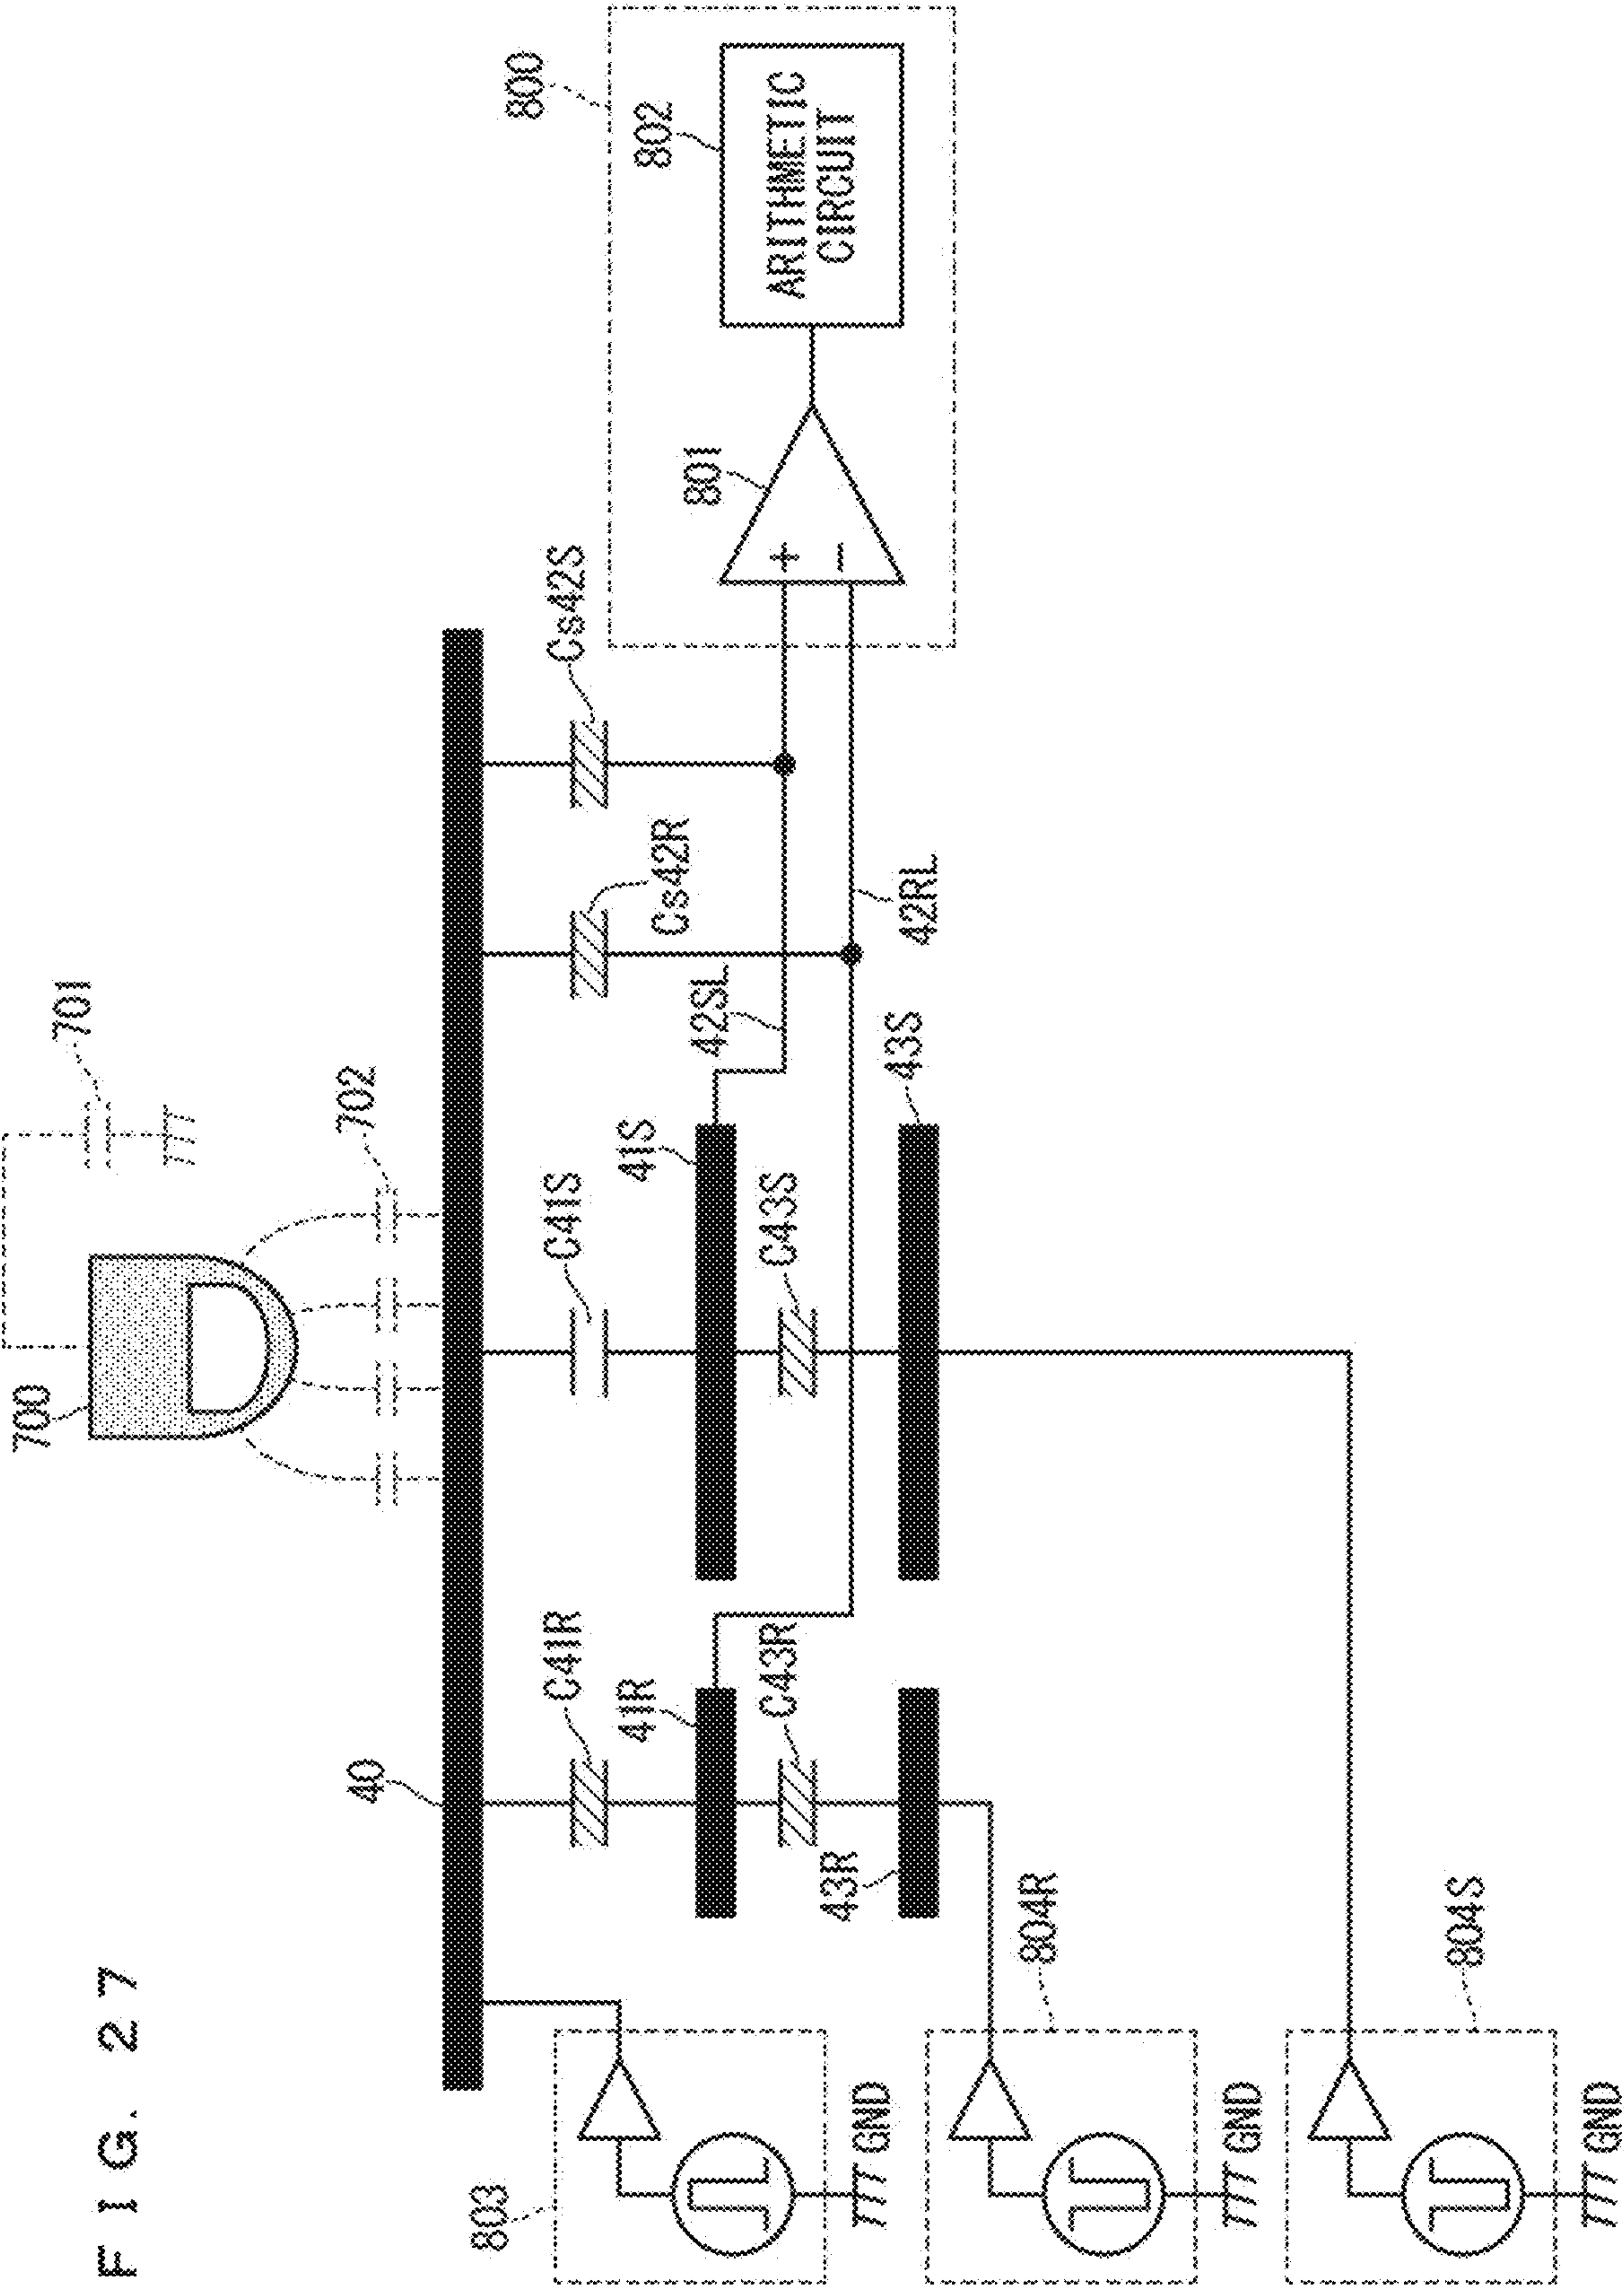 FIG. 27
700
701
702
40
C41R
C41S
Cs42R
Cs42S
800
801
802
ARITHMETIC
CIRCUIT
+
−
41R
41S
42SL
C43R
C43S
42RL
43R
43S
803
GND
804R
GND
804S
GND